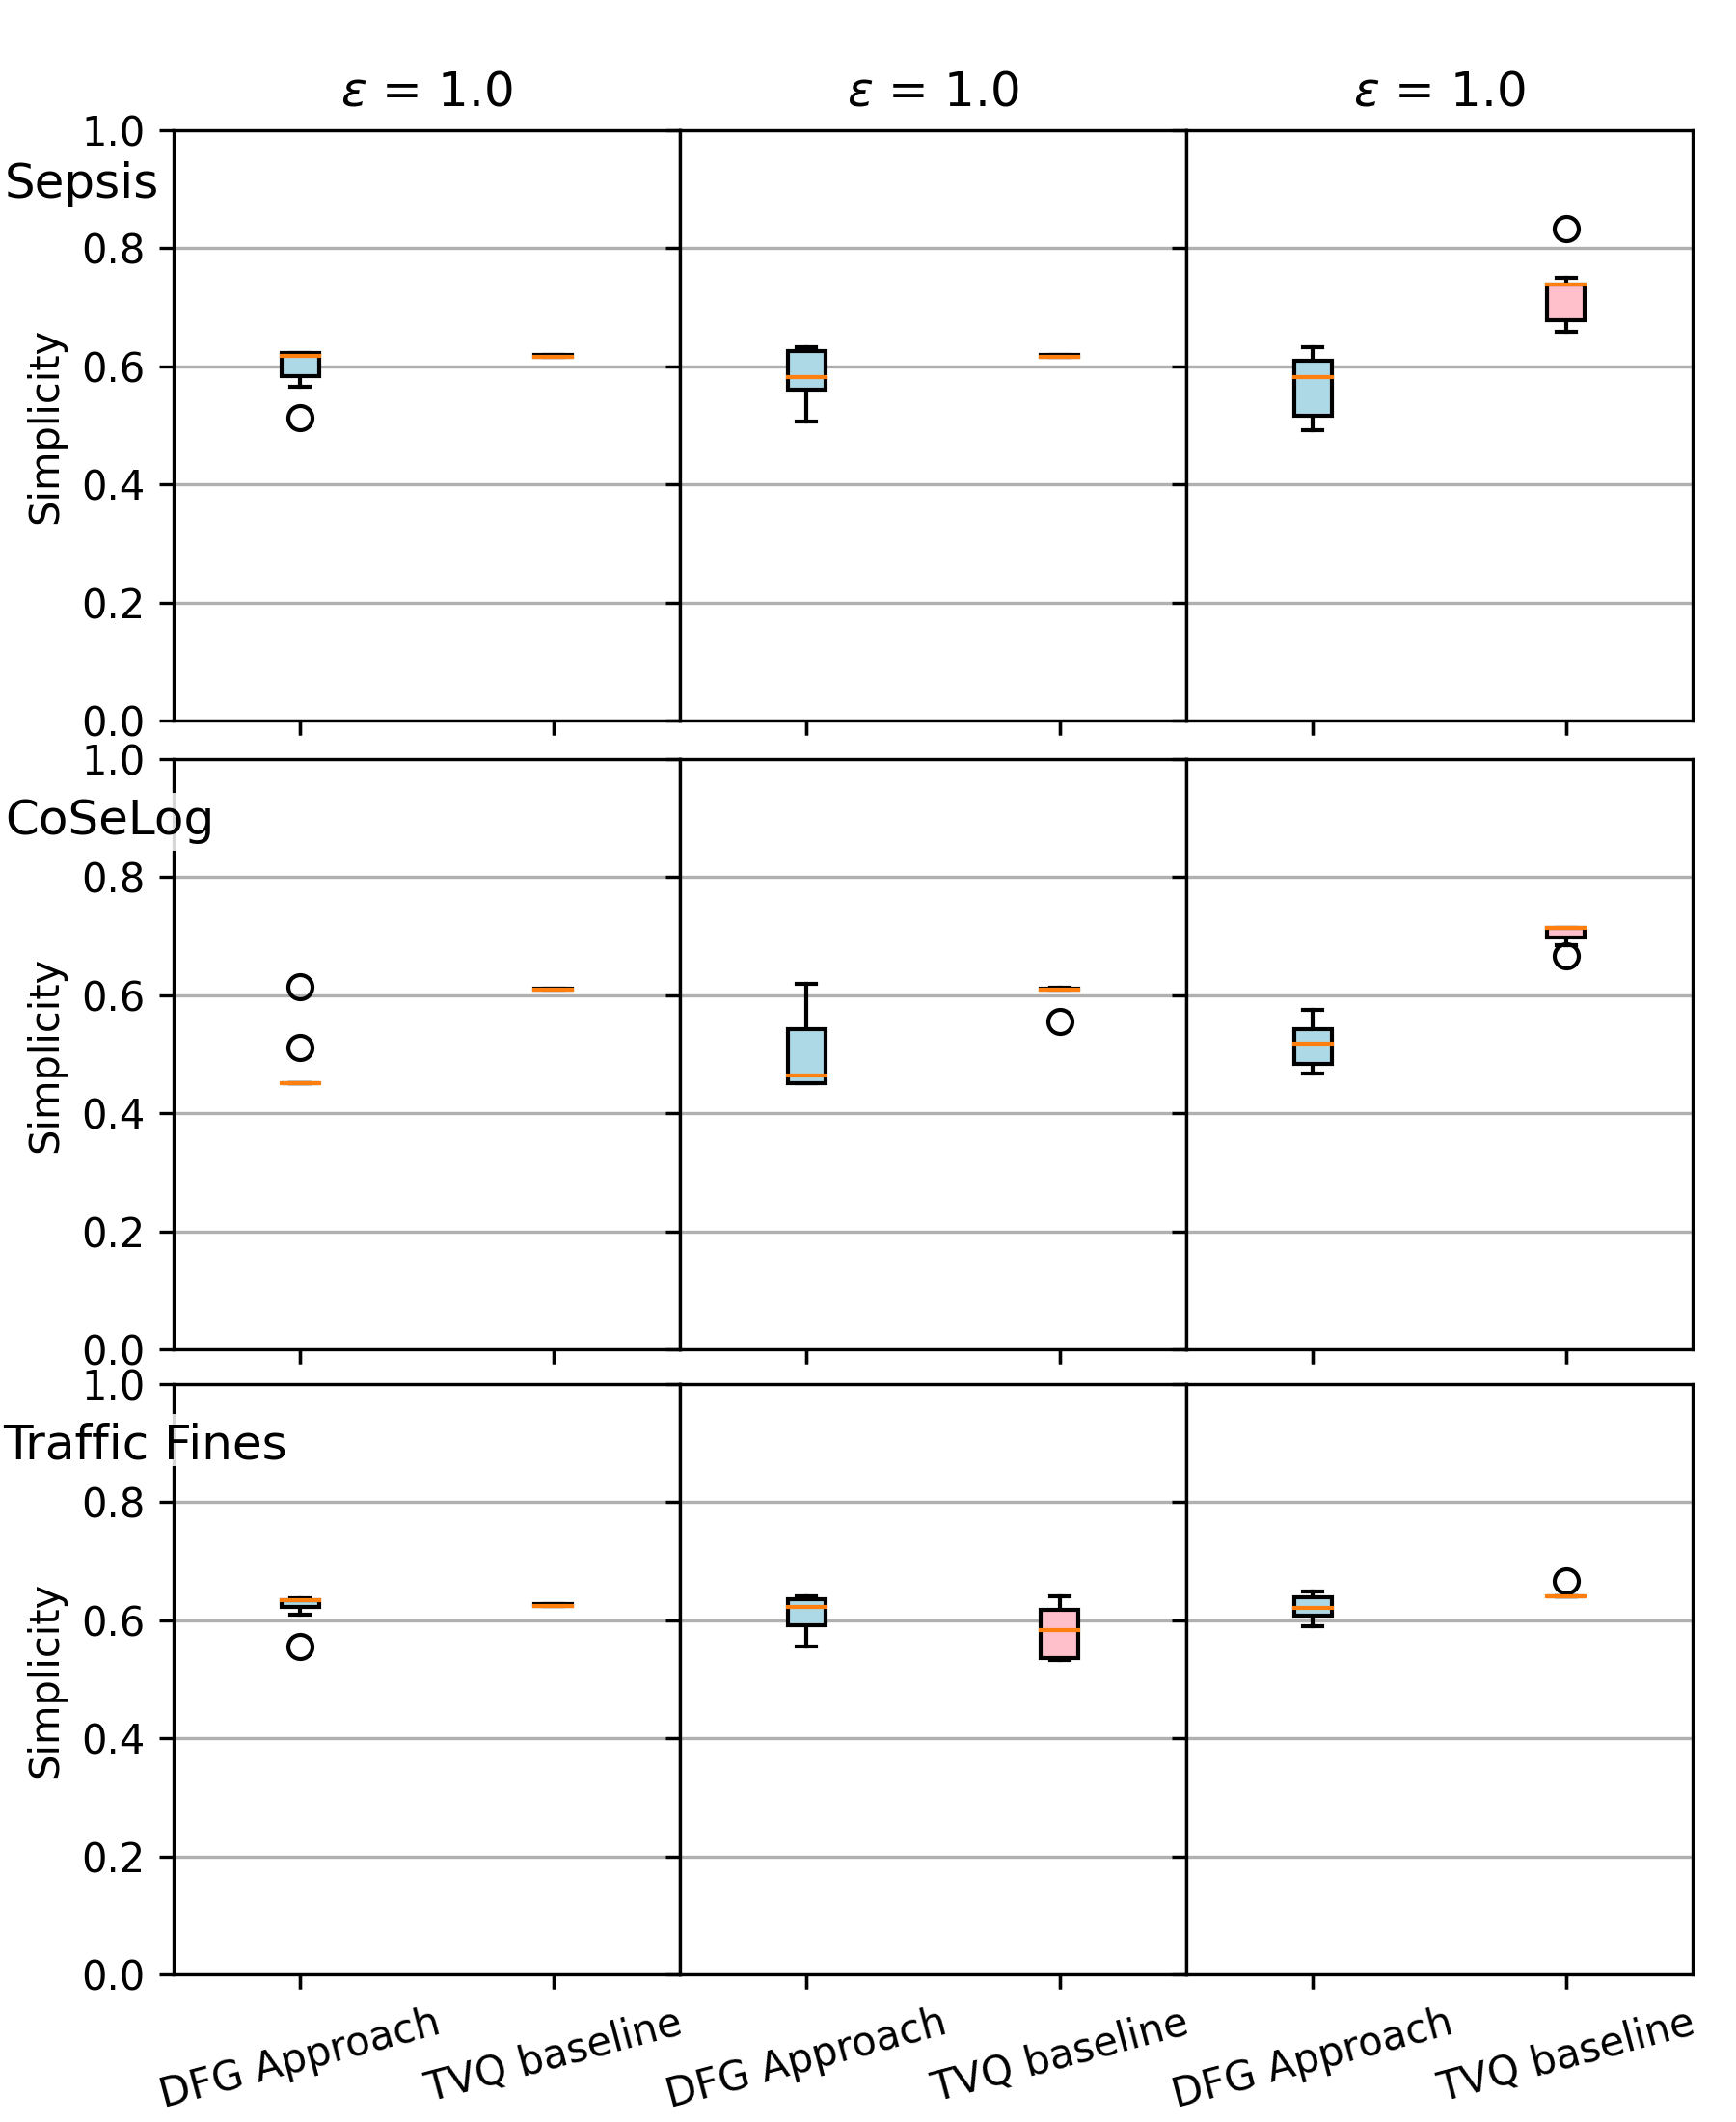 ε = 1.0 ε = 1.0 ε = 1.0
1.0
Sepsis
0.8
0.6
0.4
0.2
0.0
Simplicity
1.0
CoSeLog
0.8
0.6
0.4
0.2
0.0
Simplicity
1.0
Traffic Fines
0.8
0.6
0.4
0.2
0.0
Simplicity
DFG Approach TVQ baseline DFG Approach TVQ baseline DFG Approach TVQ baseline